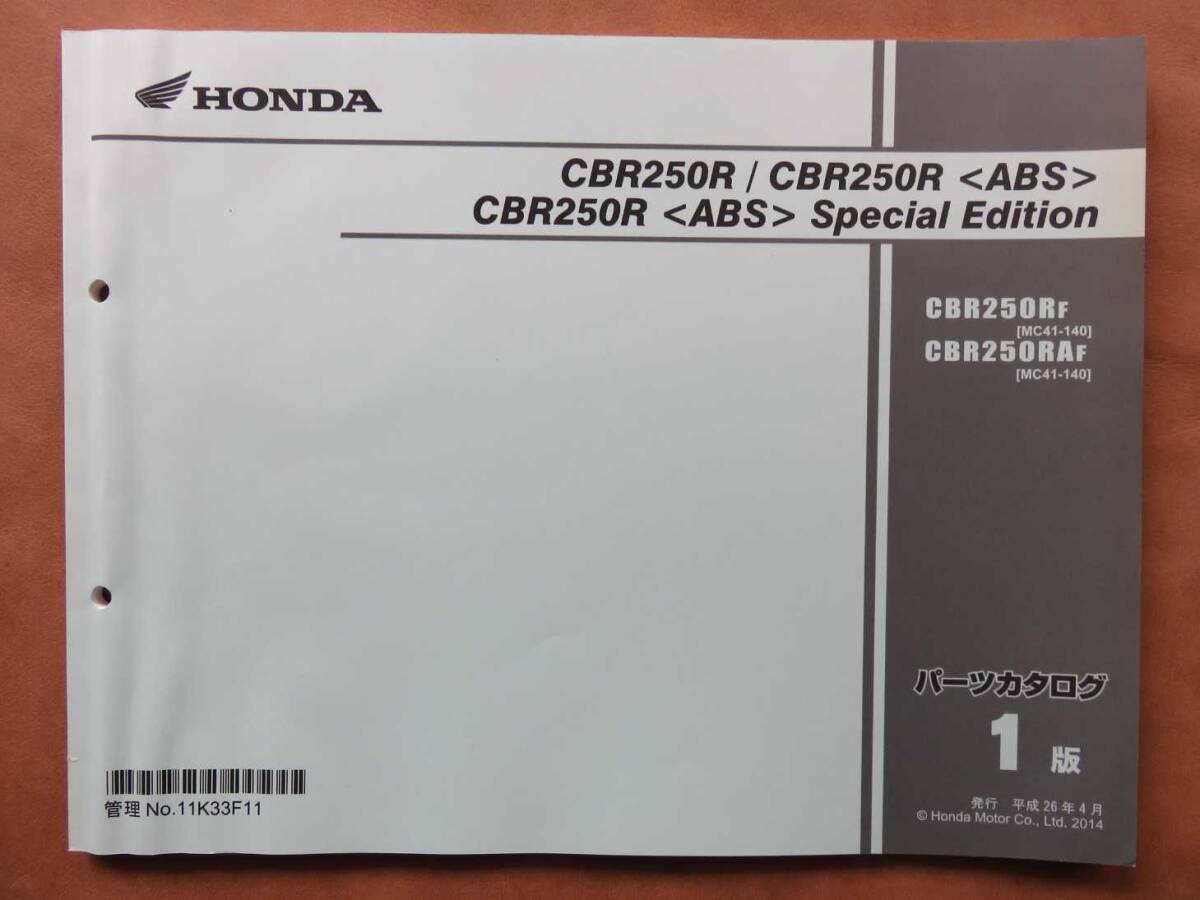 HONDA
CBR250R / CBR250R <ABS>
CBR250R <ABS> Special Edition
CBR250RF
[MC41-140]
CBR250RAF
[MC41-140]
パーツカタログ
1 版
発行 平成26年4月
© Honda Motor Co., Ltd. 2014
管理 No.11K33F11